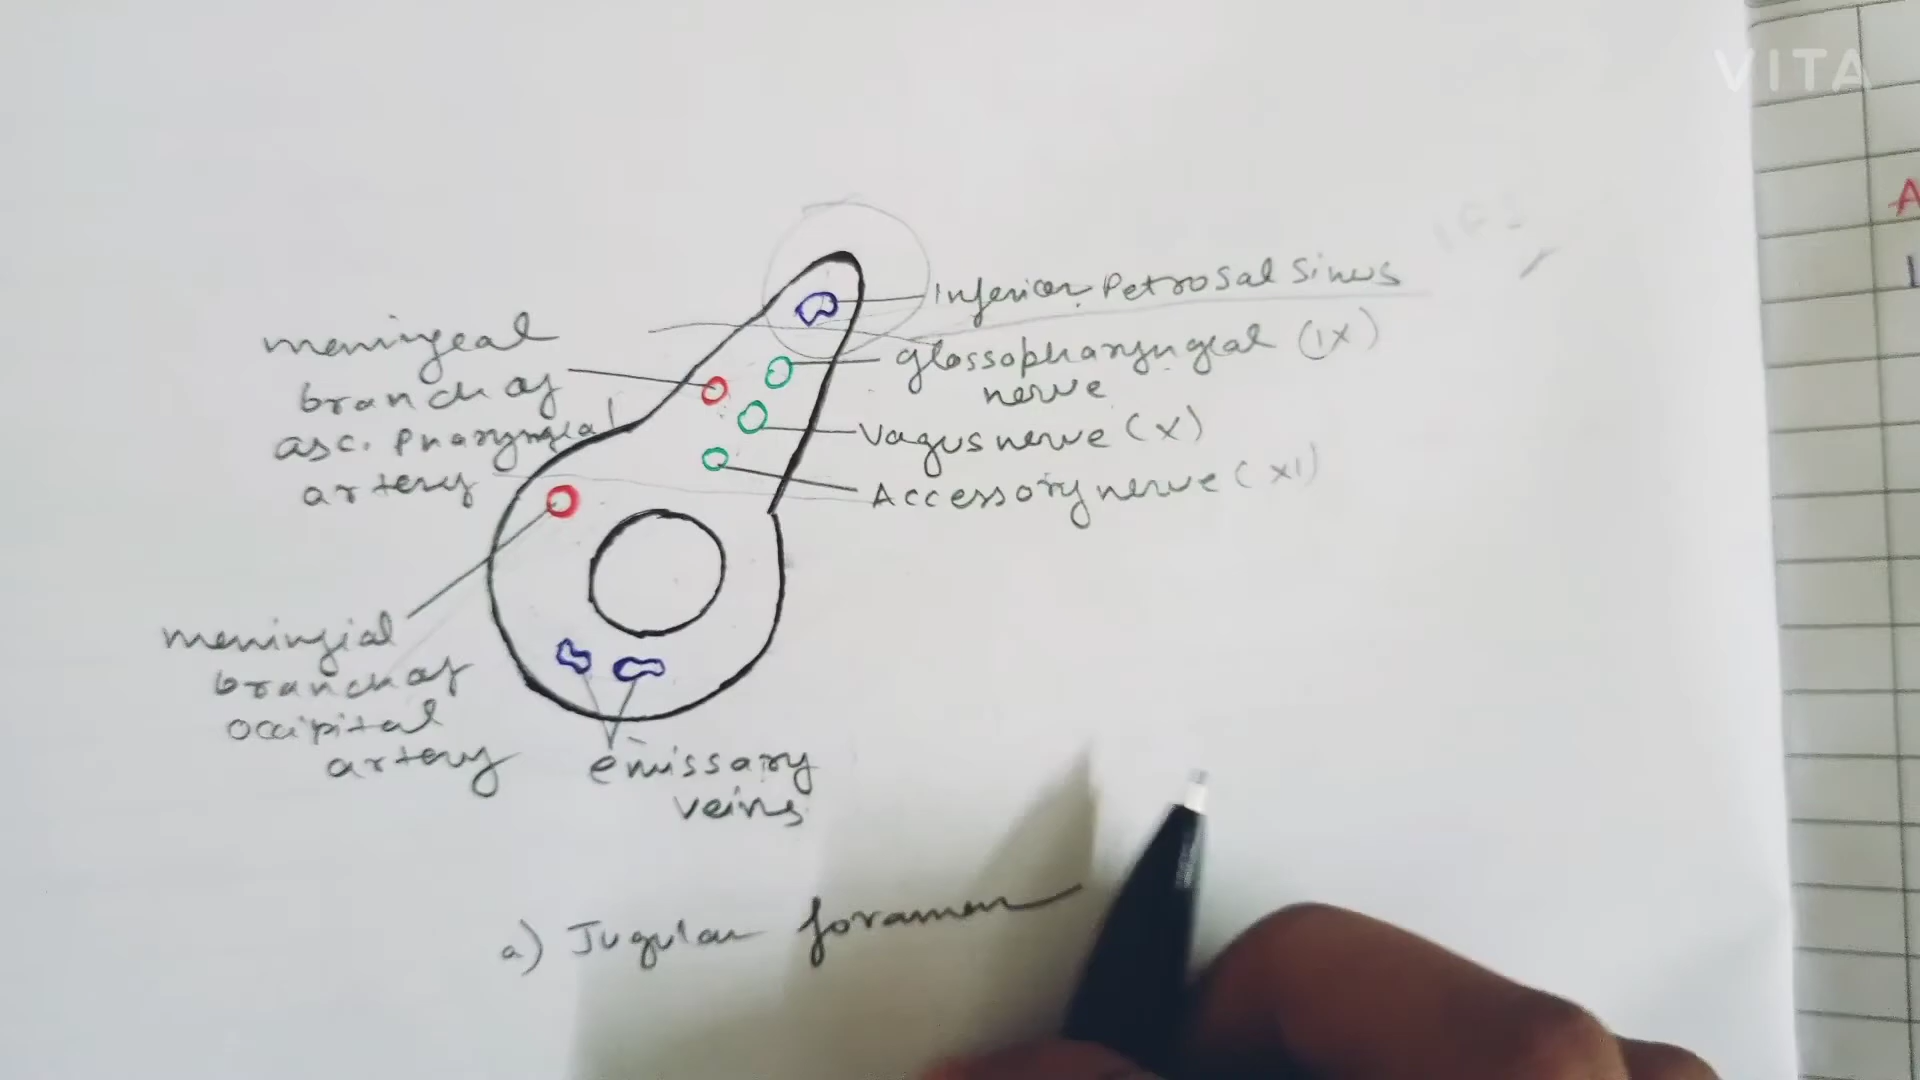 VITA
A
Inferior Petrosal Sinus
glossopharyngeal (IX)
nerve
Vagus nerve (X)
Accessory nerve (XI)
meningeal
branch of
asc. Pharyngeal
artery
meningial
branch of
occipital
artery
emissary
veins
a) Jugular foramen